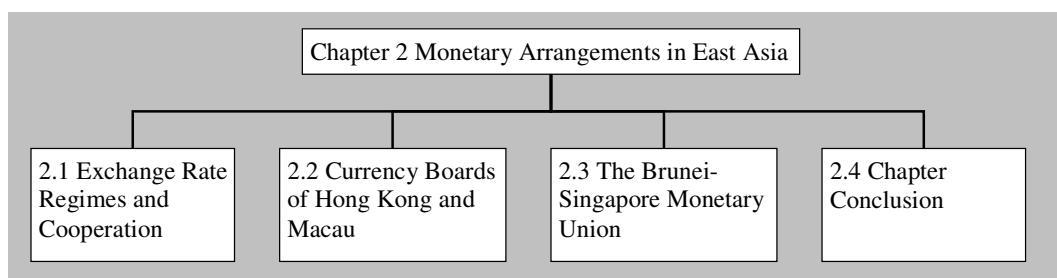 Chapter 2 Monetary Arrangements in East Asia
2.1 Exchange Rate
Regimes and
Cooperation
2.2 Currency Boards
of Hong Kong and
Macau
2.3 The Brunei-
Singapore Monetary
Union
2.4 Chapter
Conclusion